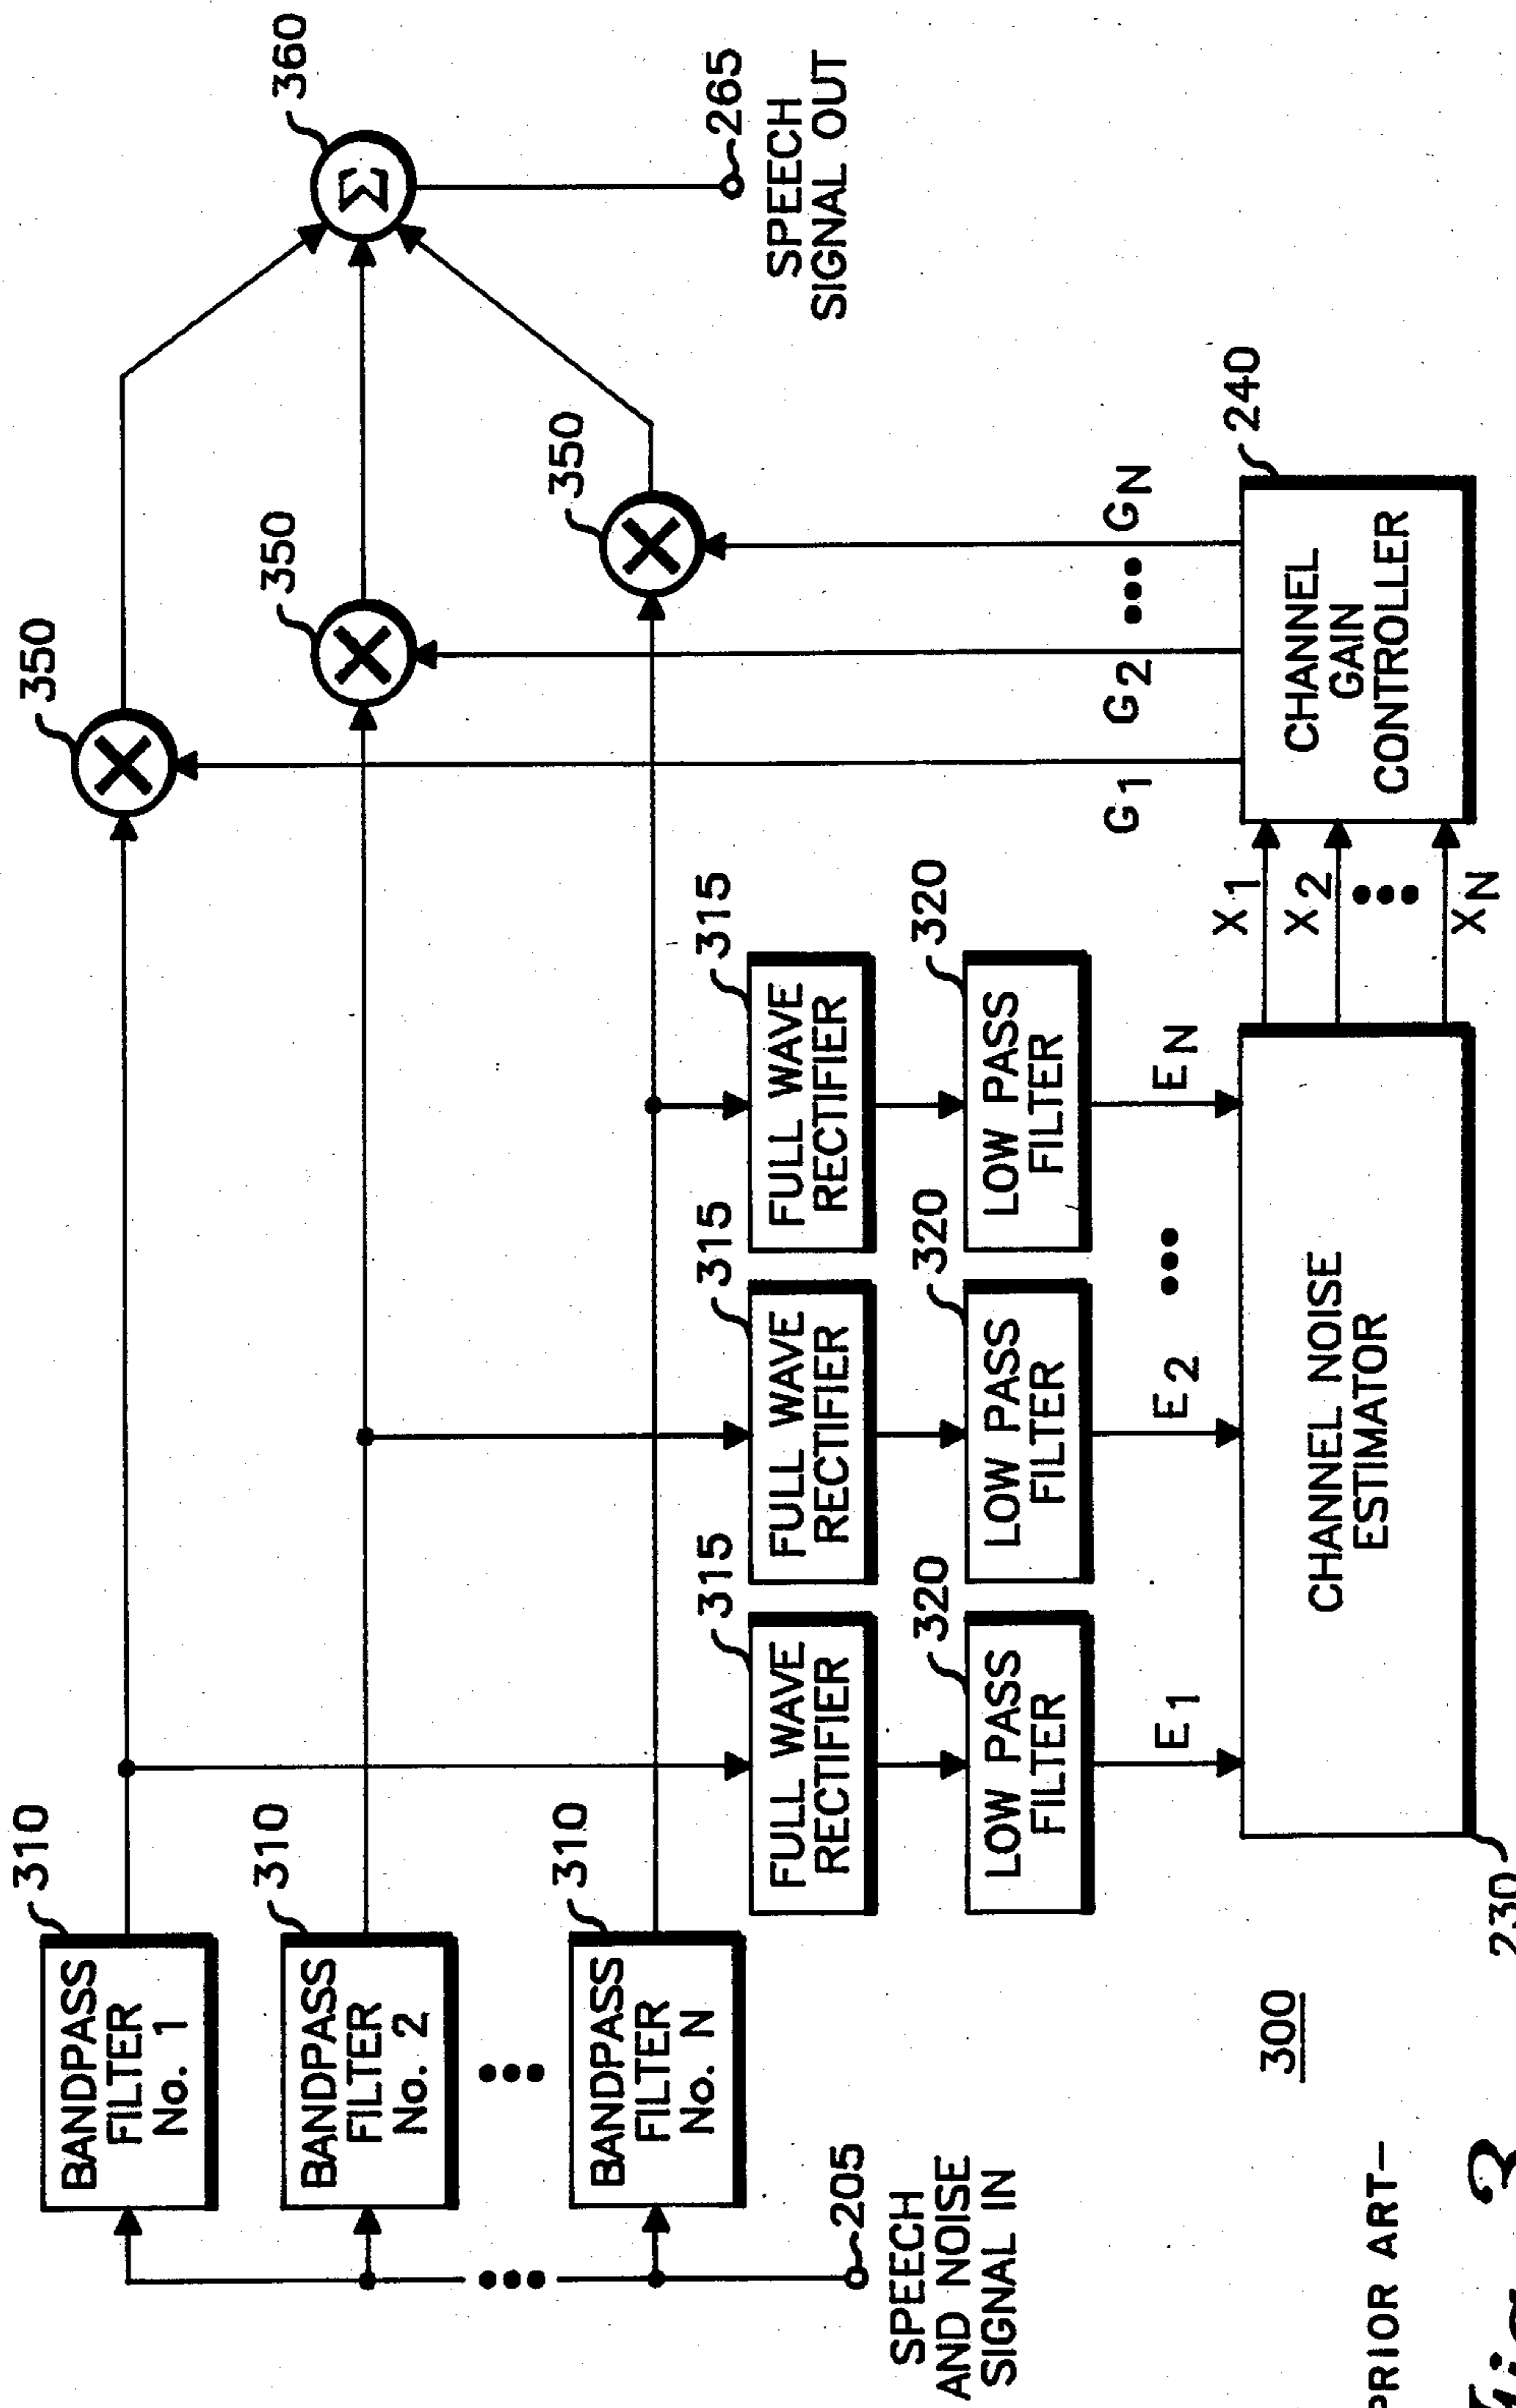 350
360
310
BANDPASS
FILTER
No. 1
350
310
BANDPASS
FILTER
No. 2
350
310
BANDPASS
FILTER
No. N
265
SPEECH
SIGNAL OUT
205
SPEECH
AND NOISE
SIGNAL IN
315
FULL WAVE
RECTIFIER
315
FULL WAVE
RECTIFIER
315
FULL WAVE
RECTIFIER
320
LOW PASS
FILTER
320
LOW PASS
FILTER
320
LOW PASS
FILTER
E1
E2
EN
G1
G2
GN
X1
X2
XN
CHANNEL NOISE
ESTIMATOR
230
240
CHANNEL
GAIN
CONTROLLER
300
PRIOR ART—
Fig. 3